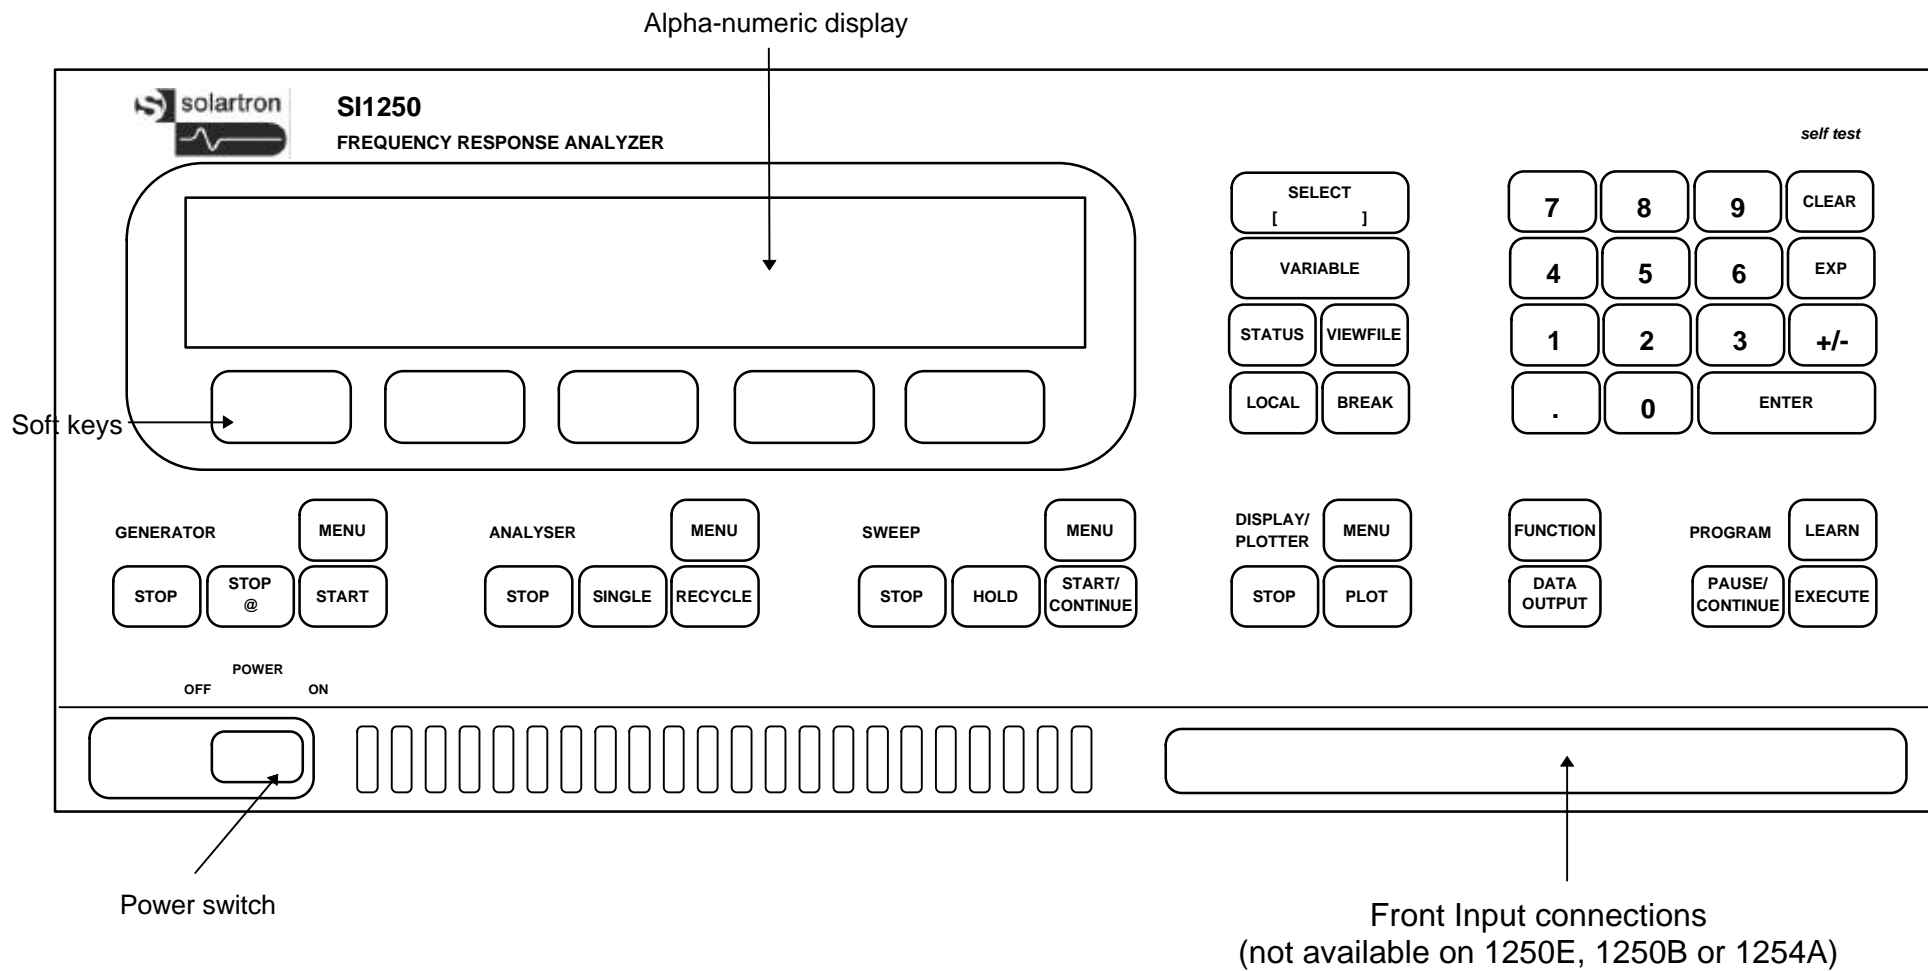 Alpha-numeric display
solartron
SI1250
FREQUENCY RESPONSE ANALYZER
self test
SELECT
[ ]
7 8 9 CLEAR
VARIABLE
4 5 6 EXP
STATUS VIEWFILE
1 2 3 +/-
LOCAL BREAK
. 0 ENTER
Soft keys
GENERATOR MENU
STOP
STOP
@
START
ANALYSER MENU
STOP SINGLE RECYCLE
SWEEP MENU
STOP HOLD
START/
CONTINUE
DISPLAY/
PLOTTER
MENU
STOP PLOT
FUNCTION
DATA
OUTPUT
PROGRAM LEARN
PAUSE/
CONTINUE
EXECUTE
POWER
OFF ON
Power switch
Front Input connections
(not available on 1250E, 1250B or 1254A)